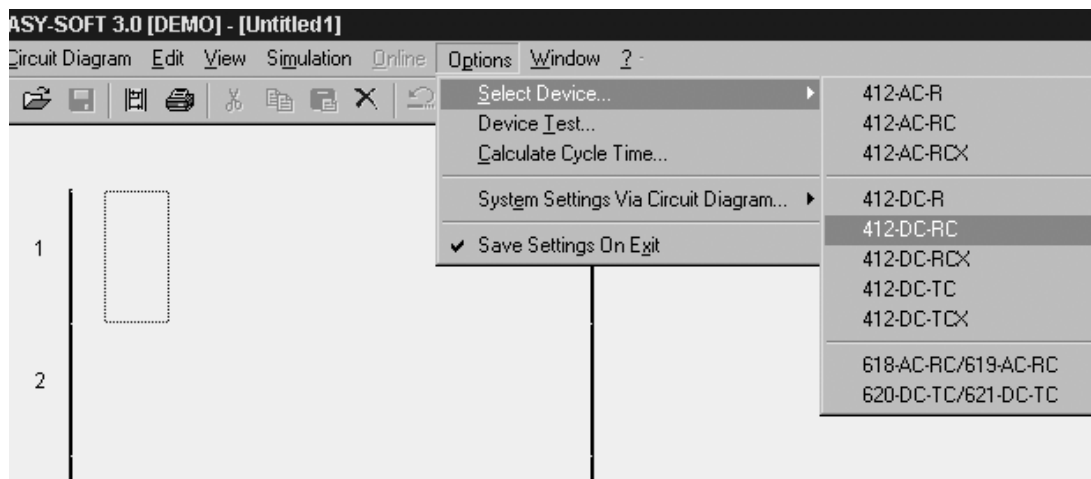 ASY-SOFT 3.0 [DEMO] - [Untitled1]
Circuit Diagram Edit View Simulation Online Options Window ?
Select Device...
Device Test...
Calculate Cycle Time...
System Settings Via Circuit Diagram...
Save Settings On Exit
412-AC-R
412-AC-RC
412-AC-RCX
412-DC-R
412-DC-RC
412-DC-RCX
412-DC-TC
412-DC-TCX
618-AC-RC/619-AC-RC
620-DC-TC/621-DC-TC
1
2